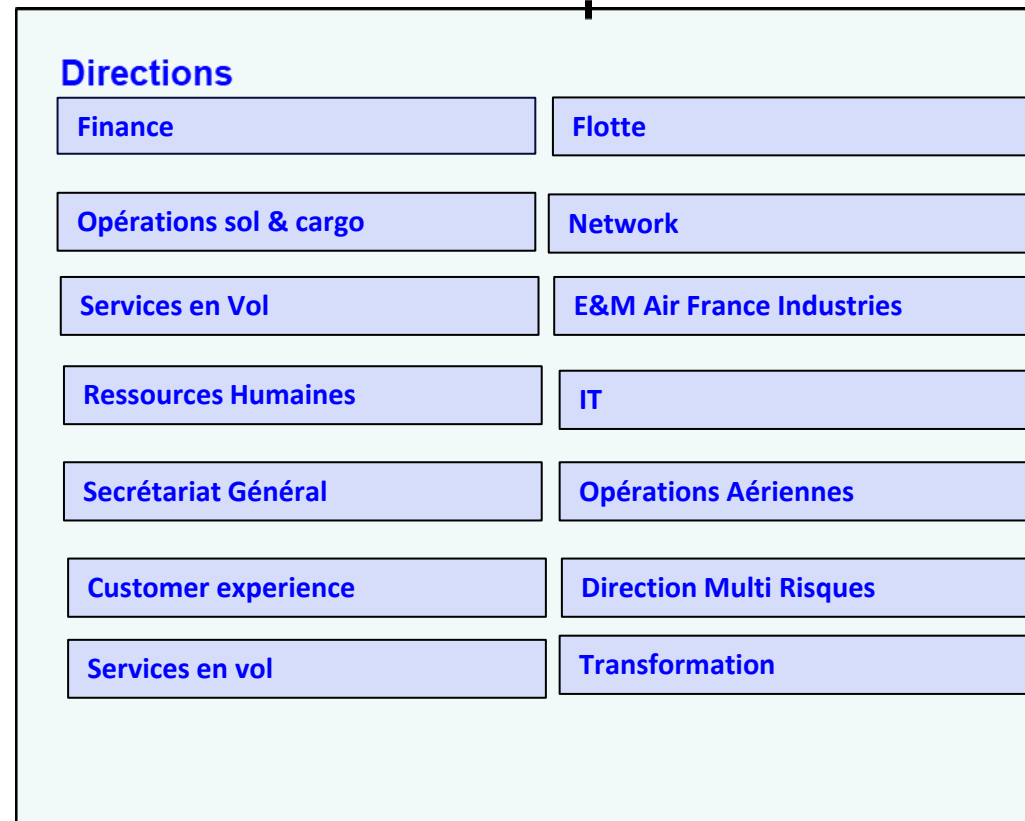 Directions
Finance
Flotte
Opérations sol & cargo
Network
Services en Vol
E&M Air France Industries
Ressources Humaines
IT
Secrétariat Général
Opérations Aériennes
Customer experience
Direction Multi Risques
Services en vol
Transformation